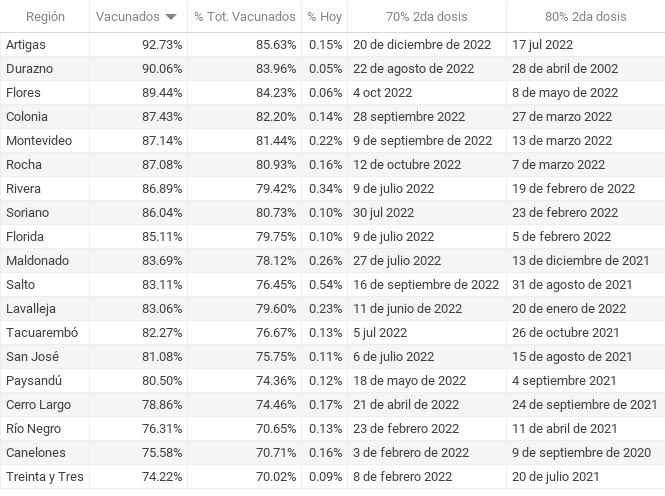 Región Vacunados % Tot. Vacunados % Hoy 70% 2da dosis 80% 2da dosis
Artigas 92.73% 85.63% 0.15% 20 de diciembre de 2022 17 jul 2022
Durazno 90.06% 83.96% 0.05% 22 de agosto de 2022 28 de abril de 2002
Flores 89.44% 84.23% 0.06% 4 oct 2022 8 de mayo de 2022
Colonia 87.43% 82.20% 0.14% 28 septiembre 2022 27 de marzo 2022
Montevideo 87.14% 81.44% 0.22% 9 de septiembre de 2022 13 de marzo 2022
Rocha 87.08% 80.93% 0.16% 12 de octubre 2022 7 de marzo 2022
Rivera 86.89% 79.42% 0.34% 9 de julio 2022 19 de febrero de 2022
Soriano 86.04% 80.73% 0.10% 30 jul 2022 23 de febrero 2022
Florida 85.11% 79.75% 0.10% 9 de julio 2022 5 de febrero 2022
Maldonado 83.69% 78.12% 0.26% 27 de julio 2022 13 de diciembre de 2021
Salto 83.11% 76.45% 0.54% 16 de septiembre de 2022 31 de agosto de 2021
Lavalleja 83.06% 79.60% 0.23% 11 de junio de 2022 20 de enero de 2022
Tacuarembó 82.27% 76.67% 0.13% 5 jul 2022 26 de octubre 2021
San José 81.08% 75.75% 0.11% 6 de julio 2022 15 de agosto de 2021
Paysandú 80.50% 74.36% 0.12% 18 de mayo de 2022 4 septiembre 2021
Cerro Largo 78.86% 74.46% 0.17% 21 de abril de 2022 24 de septiembre de 2021
Río Negro 76.31% 70.65% 0.13% 23 de febrero 2022 11 de abril de 2021
Canelones 75.58% 70.71% 0.16% 3 de febrero de 2022 9 de septiembre de 2020
Treinta y Tres 74.22% 70.02% 0.09% 8 de febrero 2022 20 de julio 2021